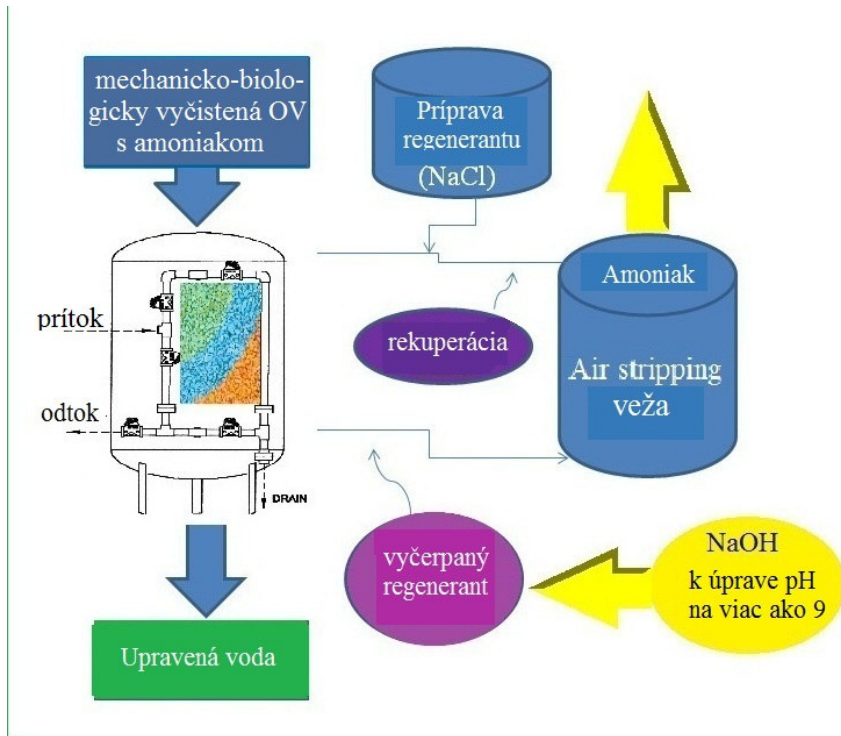 mechanicko-biolo-
gicky vyčistená OV
s amoniakom
Príprava
regenerantu
(NaCl)
Amoniak
prítok
rekuperácia
Air stripping
veža
odtok
DRAIN
vyčerpaný
regenerant
NaOH
k úprave pH
na viac ako 9
Upravená voda